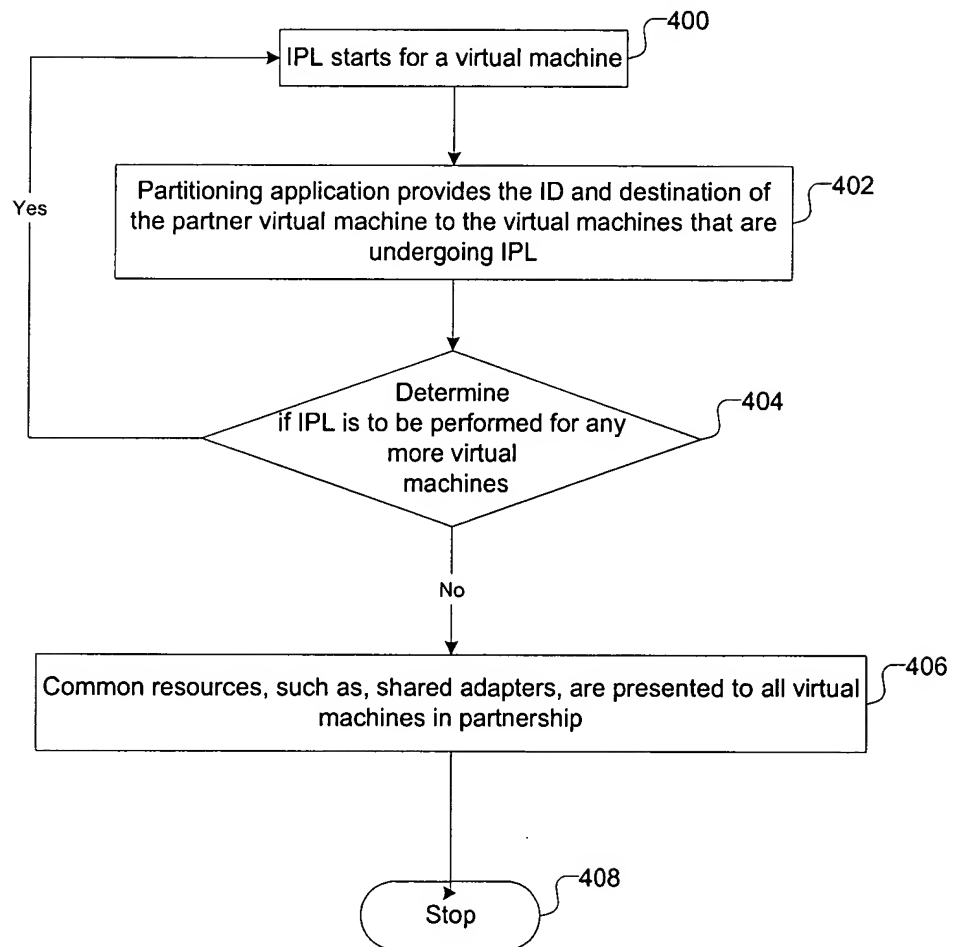 400
IPL starts for a virtual machine
402
Partitioning application provides the ID and destination of
the partner virtual machine to the virtual machines that are
undergoing IPL
Yes
404
Determine
if IPL is to be performed for any
more virtual
machines
No
406
Common resources, such as, shared adapters, are presented to all virtual
machines in partnership
408
Stop